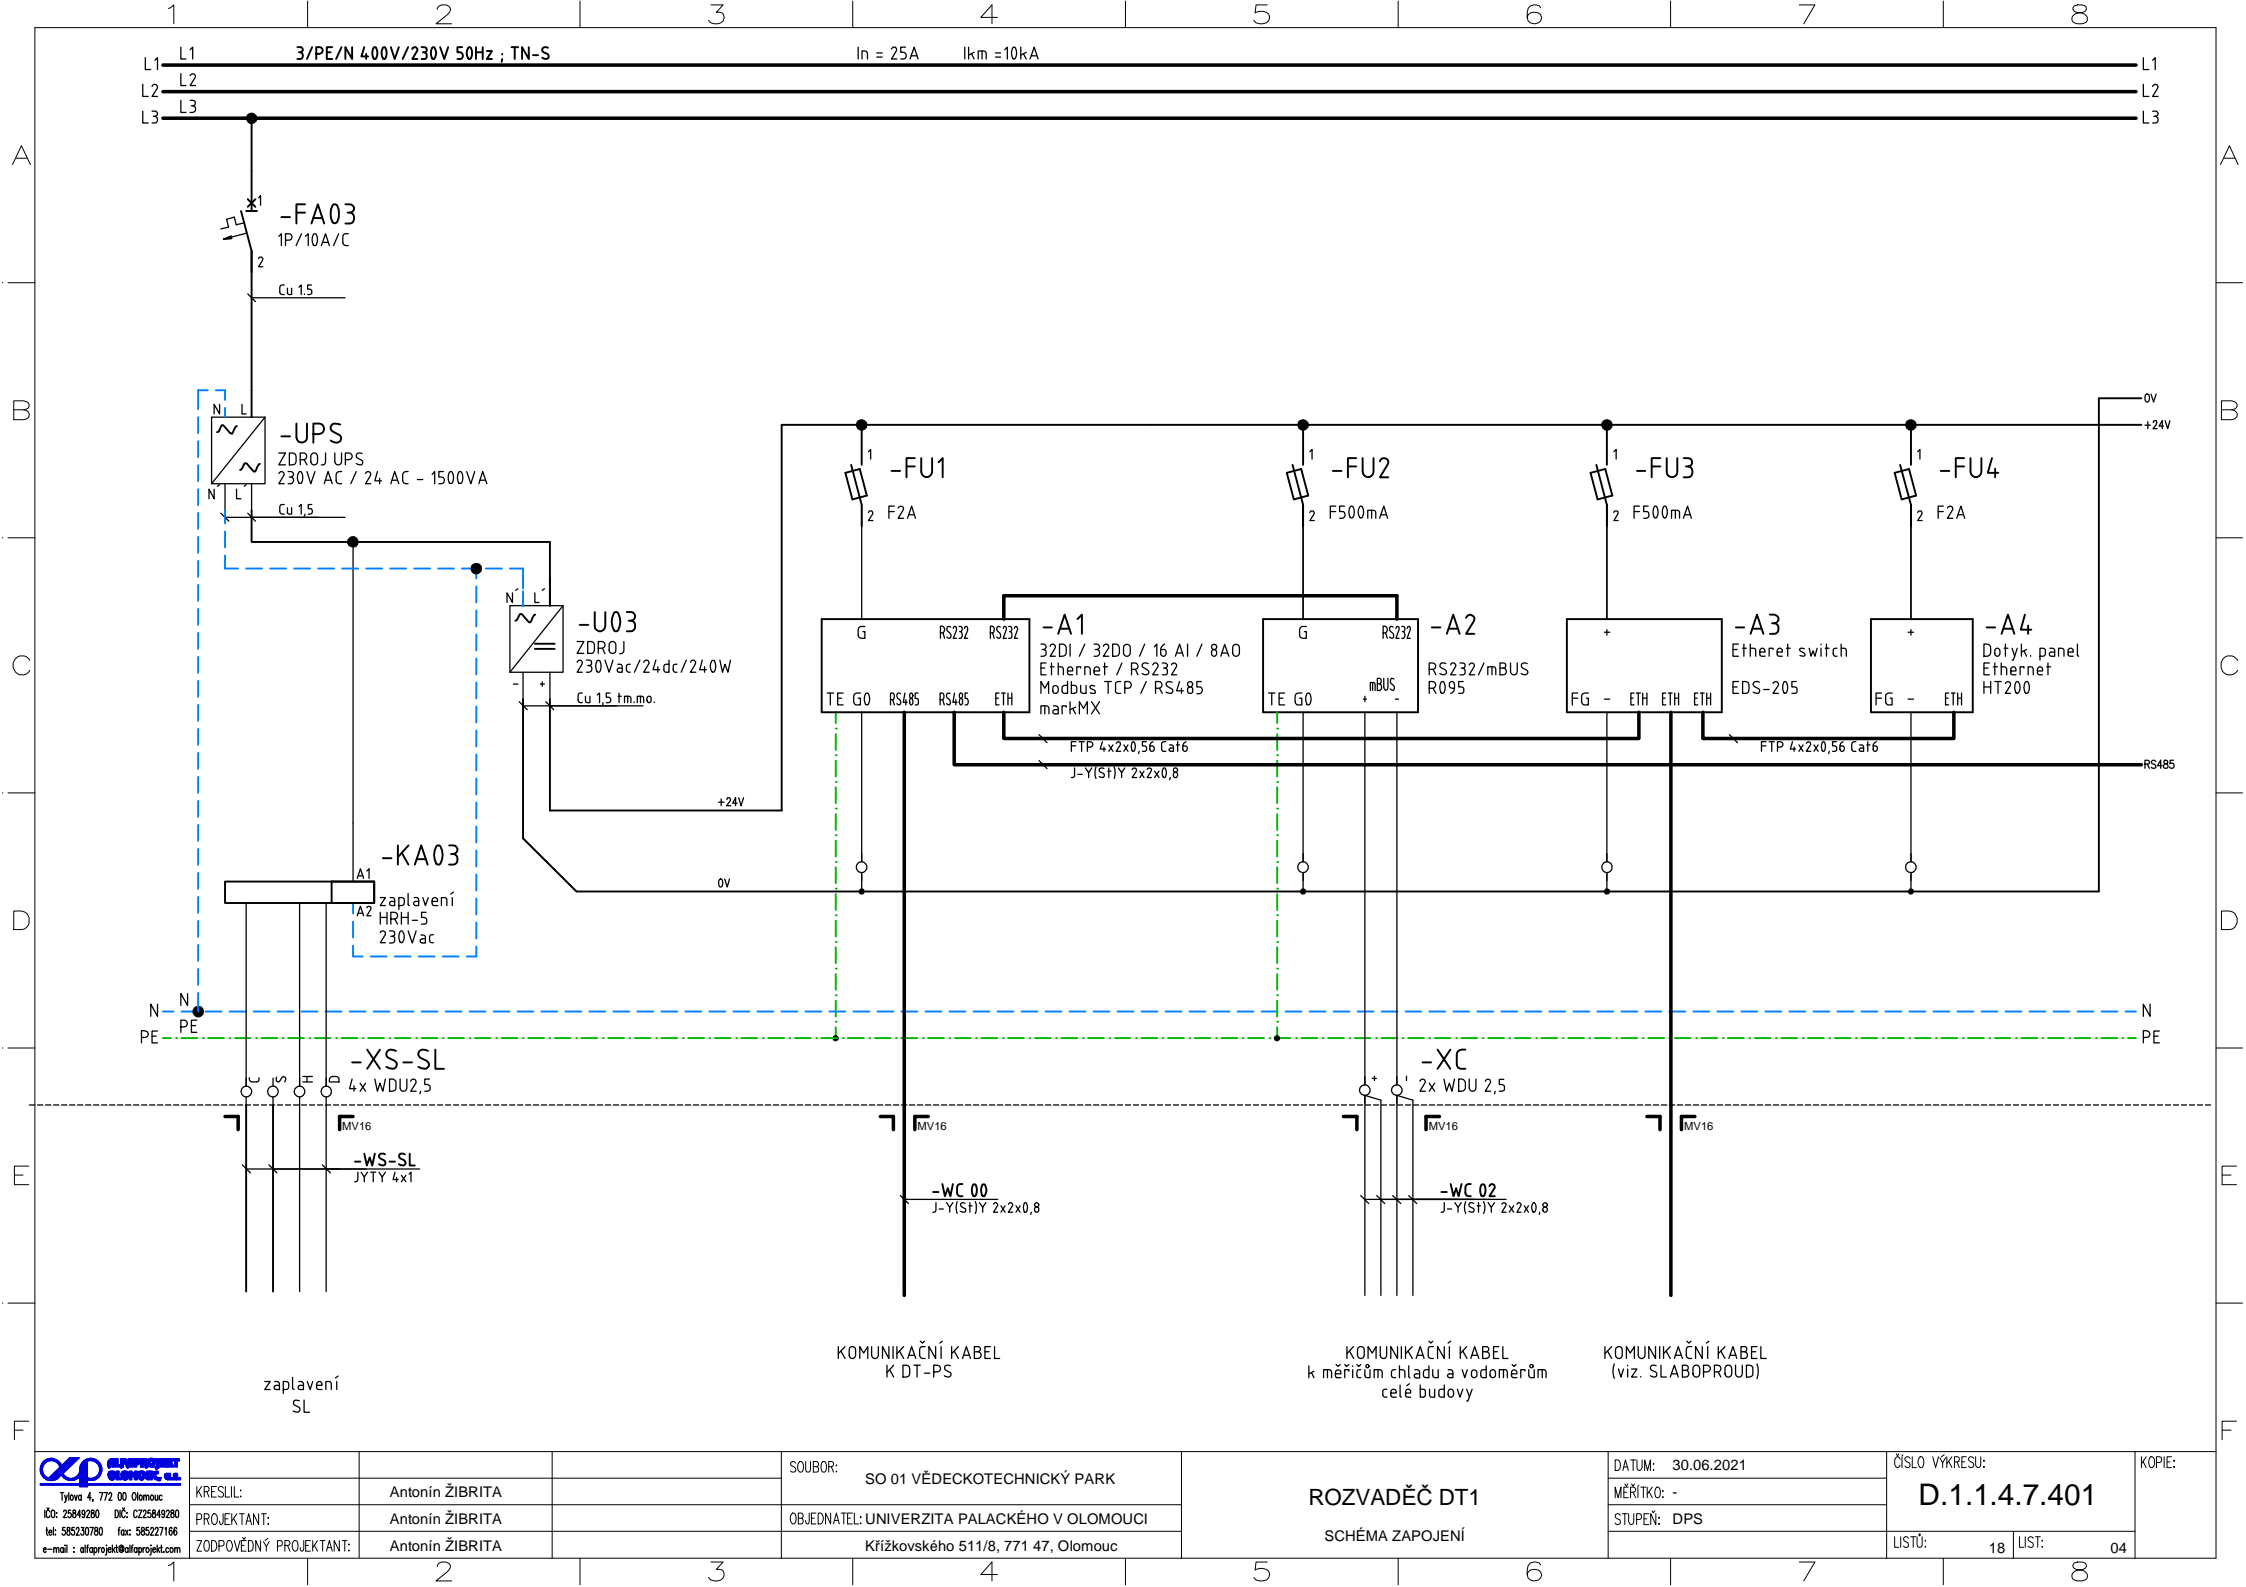 1 2 3 4 5 6 7 8
L1 3/PE/N 400V/230V 50Hz ; TN-S In = 25A Ikm =10kA
L1 L1
L2
L2 L2
L3
L3 L3
A A
1
-FA03
1P/10A/C
2
Cu 1.5
B B
0V
+24V
N L
-UPS
ZDROJ UPS
230V AC / 24 AC - 1500VA
N´ L´
Cu 1,5
1 -FU1
2 F2A
1 -FU2
2 F500mA
1 -FU3
2 F500mA
1 -FU4
2 F2A
C C
N´ L´
-U03
ZDROJ
230Vac/24dc/240W
- +
Cu 1,5 tm.mo.
G RS232 RS232
TE G0 RS485 RS485 ETH
-A1
32DI / 32DO / 16 AI / 8AO
Ethernet / RS232
Modbus TCP / RS485
markMX
G RS232
mBUS
TE G0 + -
-A2
RS232/mBUS
R095
+
FG - ETH ETH ETH
-A3
Etheret switch
EDS-205
+
FG - ETH
-A4
Dotyk. panel
Ethernet
HT200
FTP 4x2x0,56 Cat6
FTP 4x2x0,56 Cat6
J-Y(St)Y 2x2x0,8
RS485
+24V
0V
D D
-KA03
A1
A2
zaplavení
HRH-5
230Vac
N N N
PE PE PE
-XS-SL
4x WDU2,5
C S H D
-XC
2x WDU 2,5
+ -
MV16 MV16 MV16 MV16
E E
-WS-SL
JYTY 4x1
-WC 00
J-Y(St)Y 2x2x0,8
-WC 02
J-Y(St)Y 2x2x0,8
zaplavení
SL
KOMUNIKAČNÍ KABEL
K DT-PS
KOMUNIKAČNÍ KABEL
k měřičům chladu a vodoměrům
celé budovy
KOMUNIKAČNÍ KABEL
(viz. SLABOPROUD)
F F
ALFAPROJEKT
OLOMOUC, a.s.
Tylova 4, 772 00 Olomouc
IČO: 25849280 DIČ: CZ25849280
tel: 585230780 fax: 585227166
e-mail : alfaprojekt@alfaprojekt.com
KRESLIL: Antonín ŽIBRITA
PROJEKTANT: Antonín ŽIBRITA
ZODPOVĚDNÝ PROJEKTANT: Antonín ŽIBRITA
SOUBOR: SO 01 VĚDECKOTECHNICKÝ PARK
OBJEDNATEL: UNIVERZITA PALACKÉHO V OLOMOUCI
Křížkovského 511/8, 771 47, Olomouc
ROZVADĚČ DT1
SCHÉMA ZAPOJENÍ
DATUM: 30.06.2021
MĚŘÍTKO: -
STUPEŇ: DPS
ČÍSLO VÝKRESU:
D.1.1.4.7.401
LISTŮ: 18 LIST: 04
KOPIE:
1 2 3 4 5 6 7 8